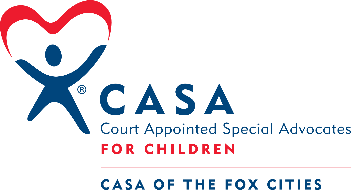 ® CASA
Court Appointed Special Advocates
FOR CHILDREN
CASA OF THE FOX CITIES